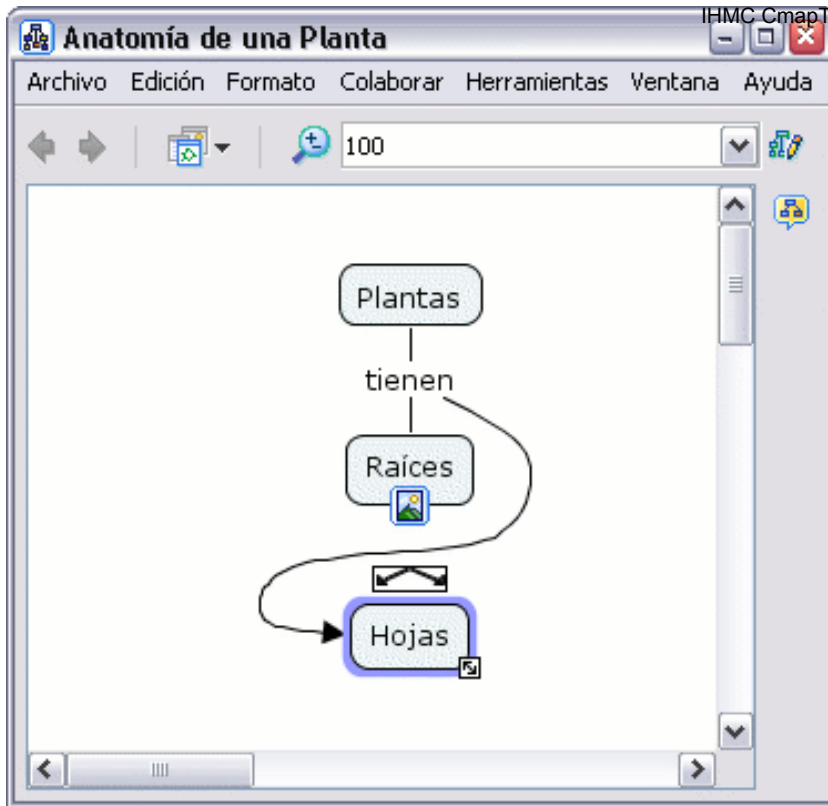 IHMC CmapT
Anatomía de una Planta
Archivo Edición Formato Colaborar Herramientas Ventana Ayuda
100
Plantas
tienen
Raíces
Hojas